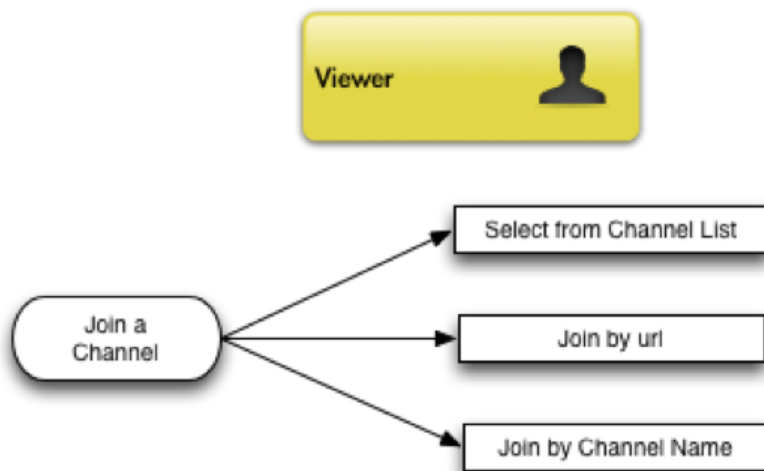 Viewer
Select from Channel List
Join a
Channel
Join by url
Join by Channel Name